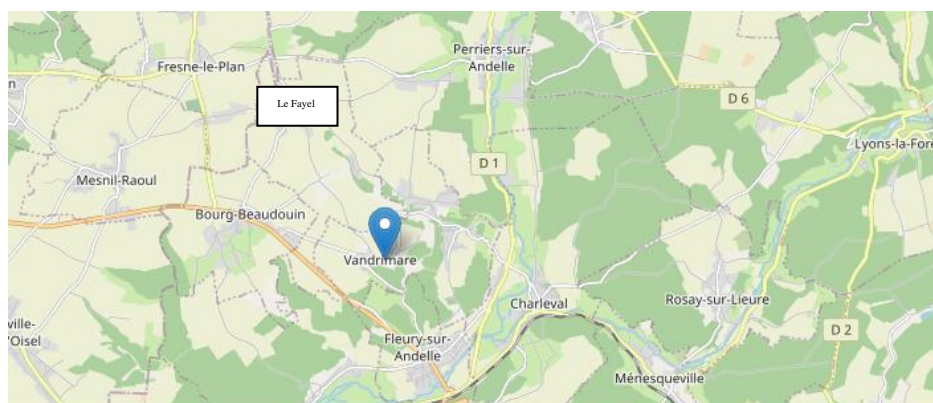 Perriers-sur-
Andelle
Fresne-le-Plan
Le Fayel
D 6
Lyons-la-Forê
D 1
Mesnil-Raoul
Bourg-Beaudouin
Vandrimare
Charleval
Rosay-sur-Lieure
ville-
'Oisel
Fleury-sur-
Andelle
D 2
Ménesqueville
n